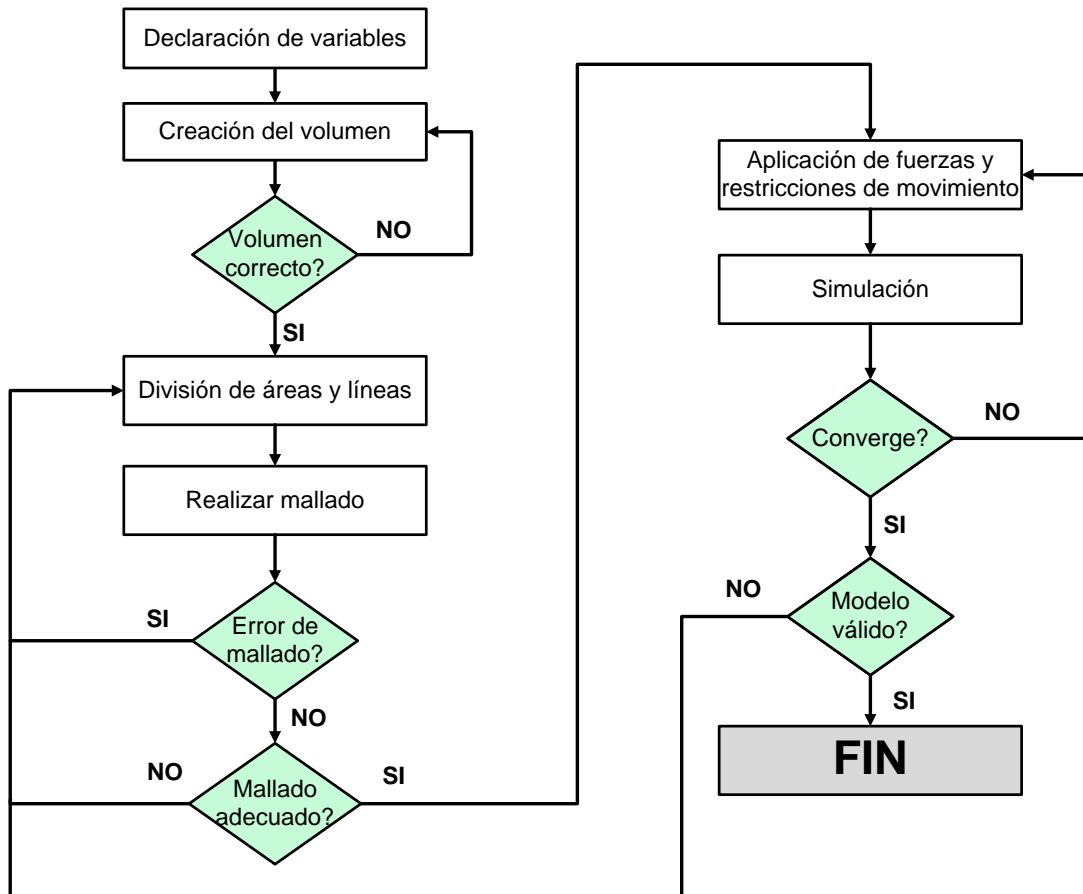 Declaración de variables
Creación del volumen
Volumen
correcto?
NO
SI
División de áreas y líneas
Realizar mallado
Error de
mallado?
SI
NO
Mallado
adecuado?
NO
SI
Aplicación de fuerzas y
restricciones de movimiento
Simulación
Converge?
NO
SI
Modelo
válido?
NO
SI
FIN